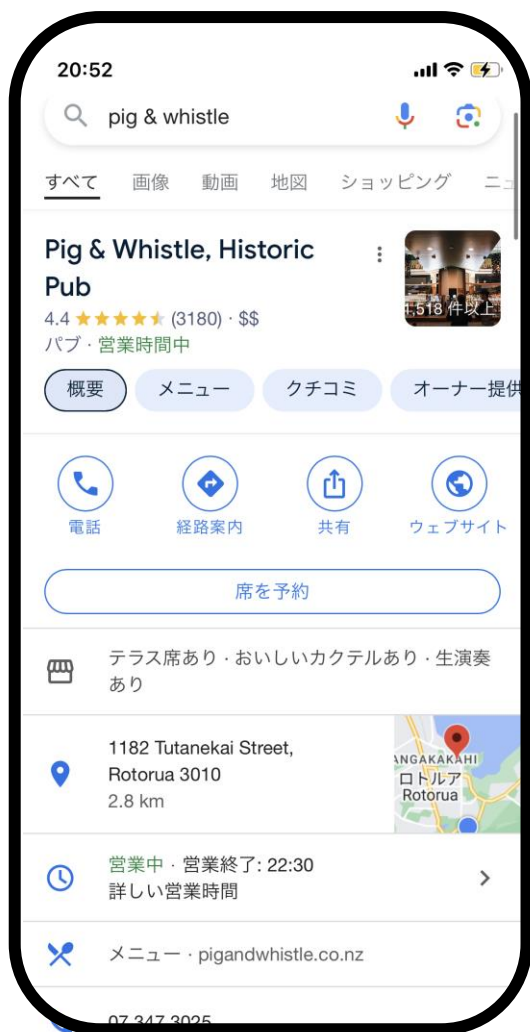 20:52
pig & whistle
すべて 画像 動画 地図 ショッピング ニュ
Pig & Whistle, Historic
Pub
1,518 件以上
4.4 ★★★★★ (3180) · $$
パブ · 営業時間中
概要 メニュー クチコミ オーナー提供
電話 経路案内 共有 ウェブサイト
席を予約
テラス席あり · おいしいカクテルあり · 生演奏
あり
1182 Tutanekai Street,
Rotorua 3010
2.8 km
ANGAKAKAHI
ロトルア
Rotorua
営業中 · 営業終了: 22:30
詳しい営業時間
メニュー · pigandwhistle.co.nz
07 347 3025